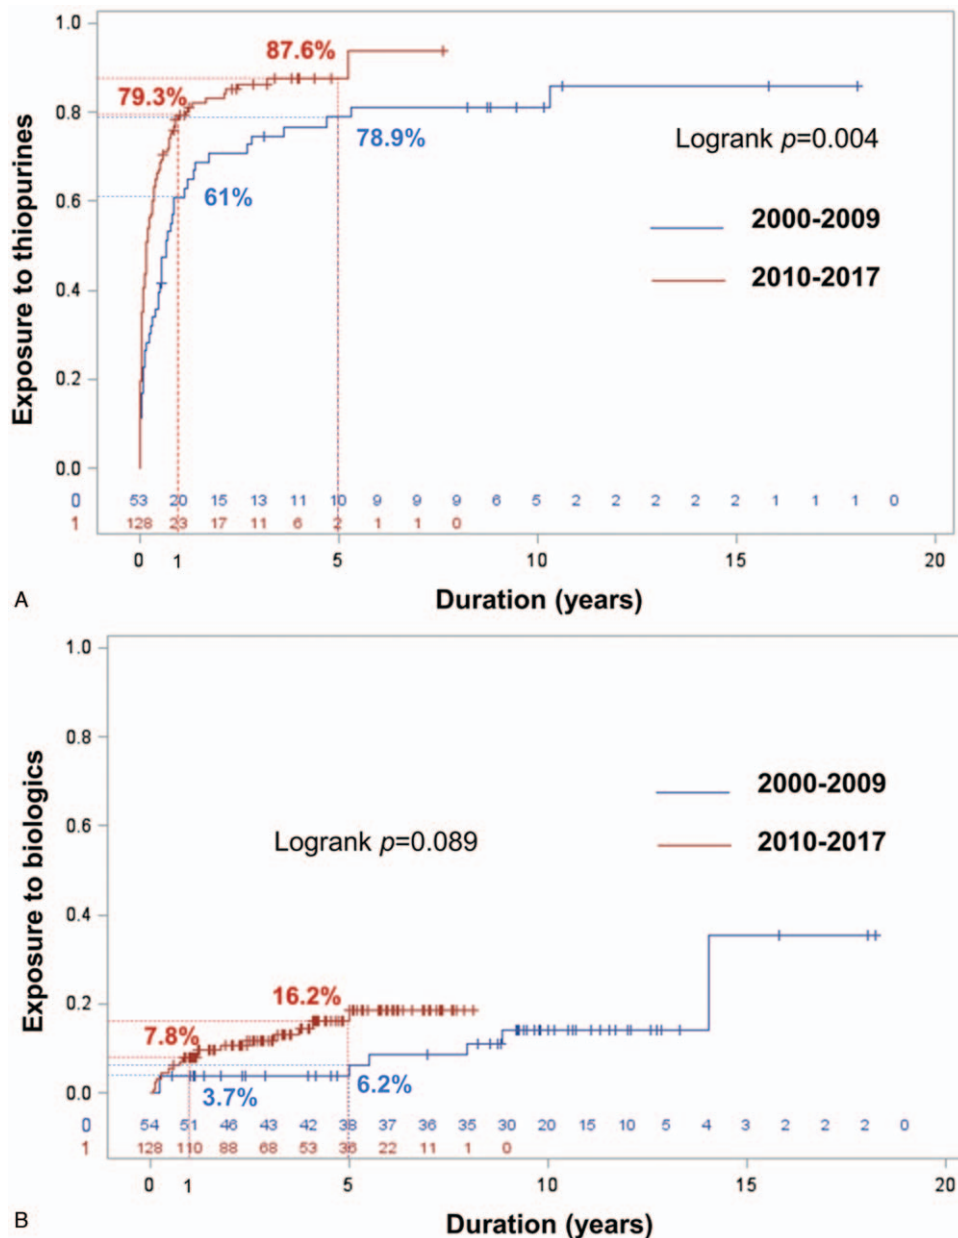 1.0
87.6%
79.3%
0.8
78.9%
Logrank p=0.004
0.6
61%
2000-2009
0.4
2010-2017
0.2
0.0
Exposure to thiopurines
0 53 20 15 13 11 10 9 9 9 6 5 2 2 2 2 2 1 1 1 0
1 128 23 17 11 6 2 1 1 0
0 1 5 10 15 20
A
Duration (years)
1.0
0.8
2000-2009
Logrank p=0.089
2010-2017
0.6
0.4
0.2
16.2%
7.8%
6.2%
3.7%
0.0
Exposure to biologics
0 54 51 46 43 42 38 37 36 35 30 20 15 10 5 4 3 2 2 2 0
1 128 110 88 68 53 36 22 11 1 0
0 1 5 10 15 20
B
Duration (years)